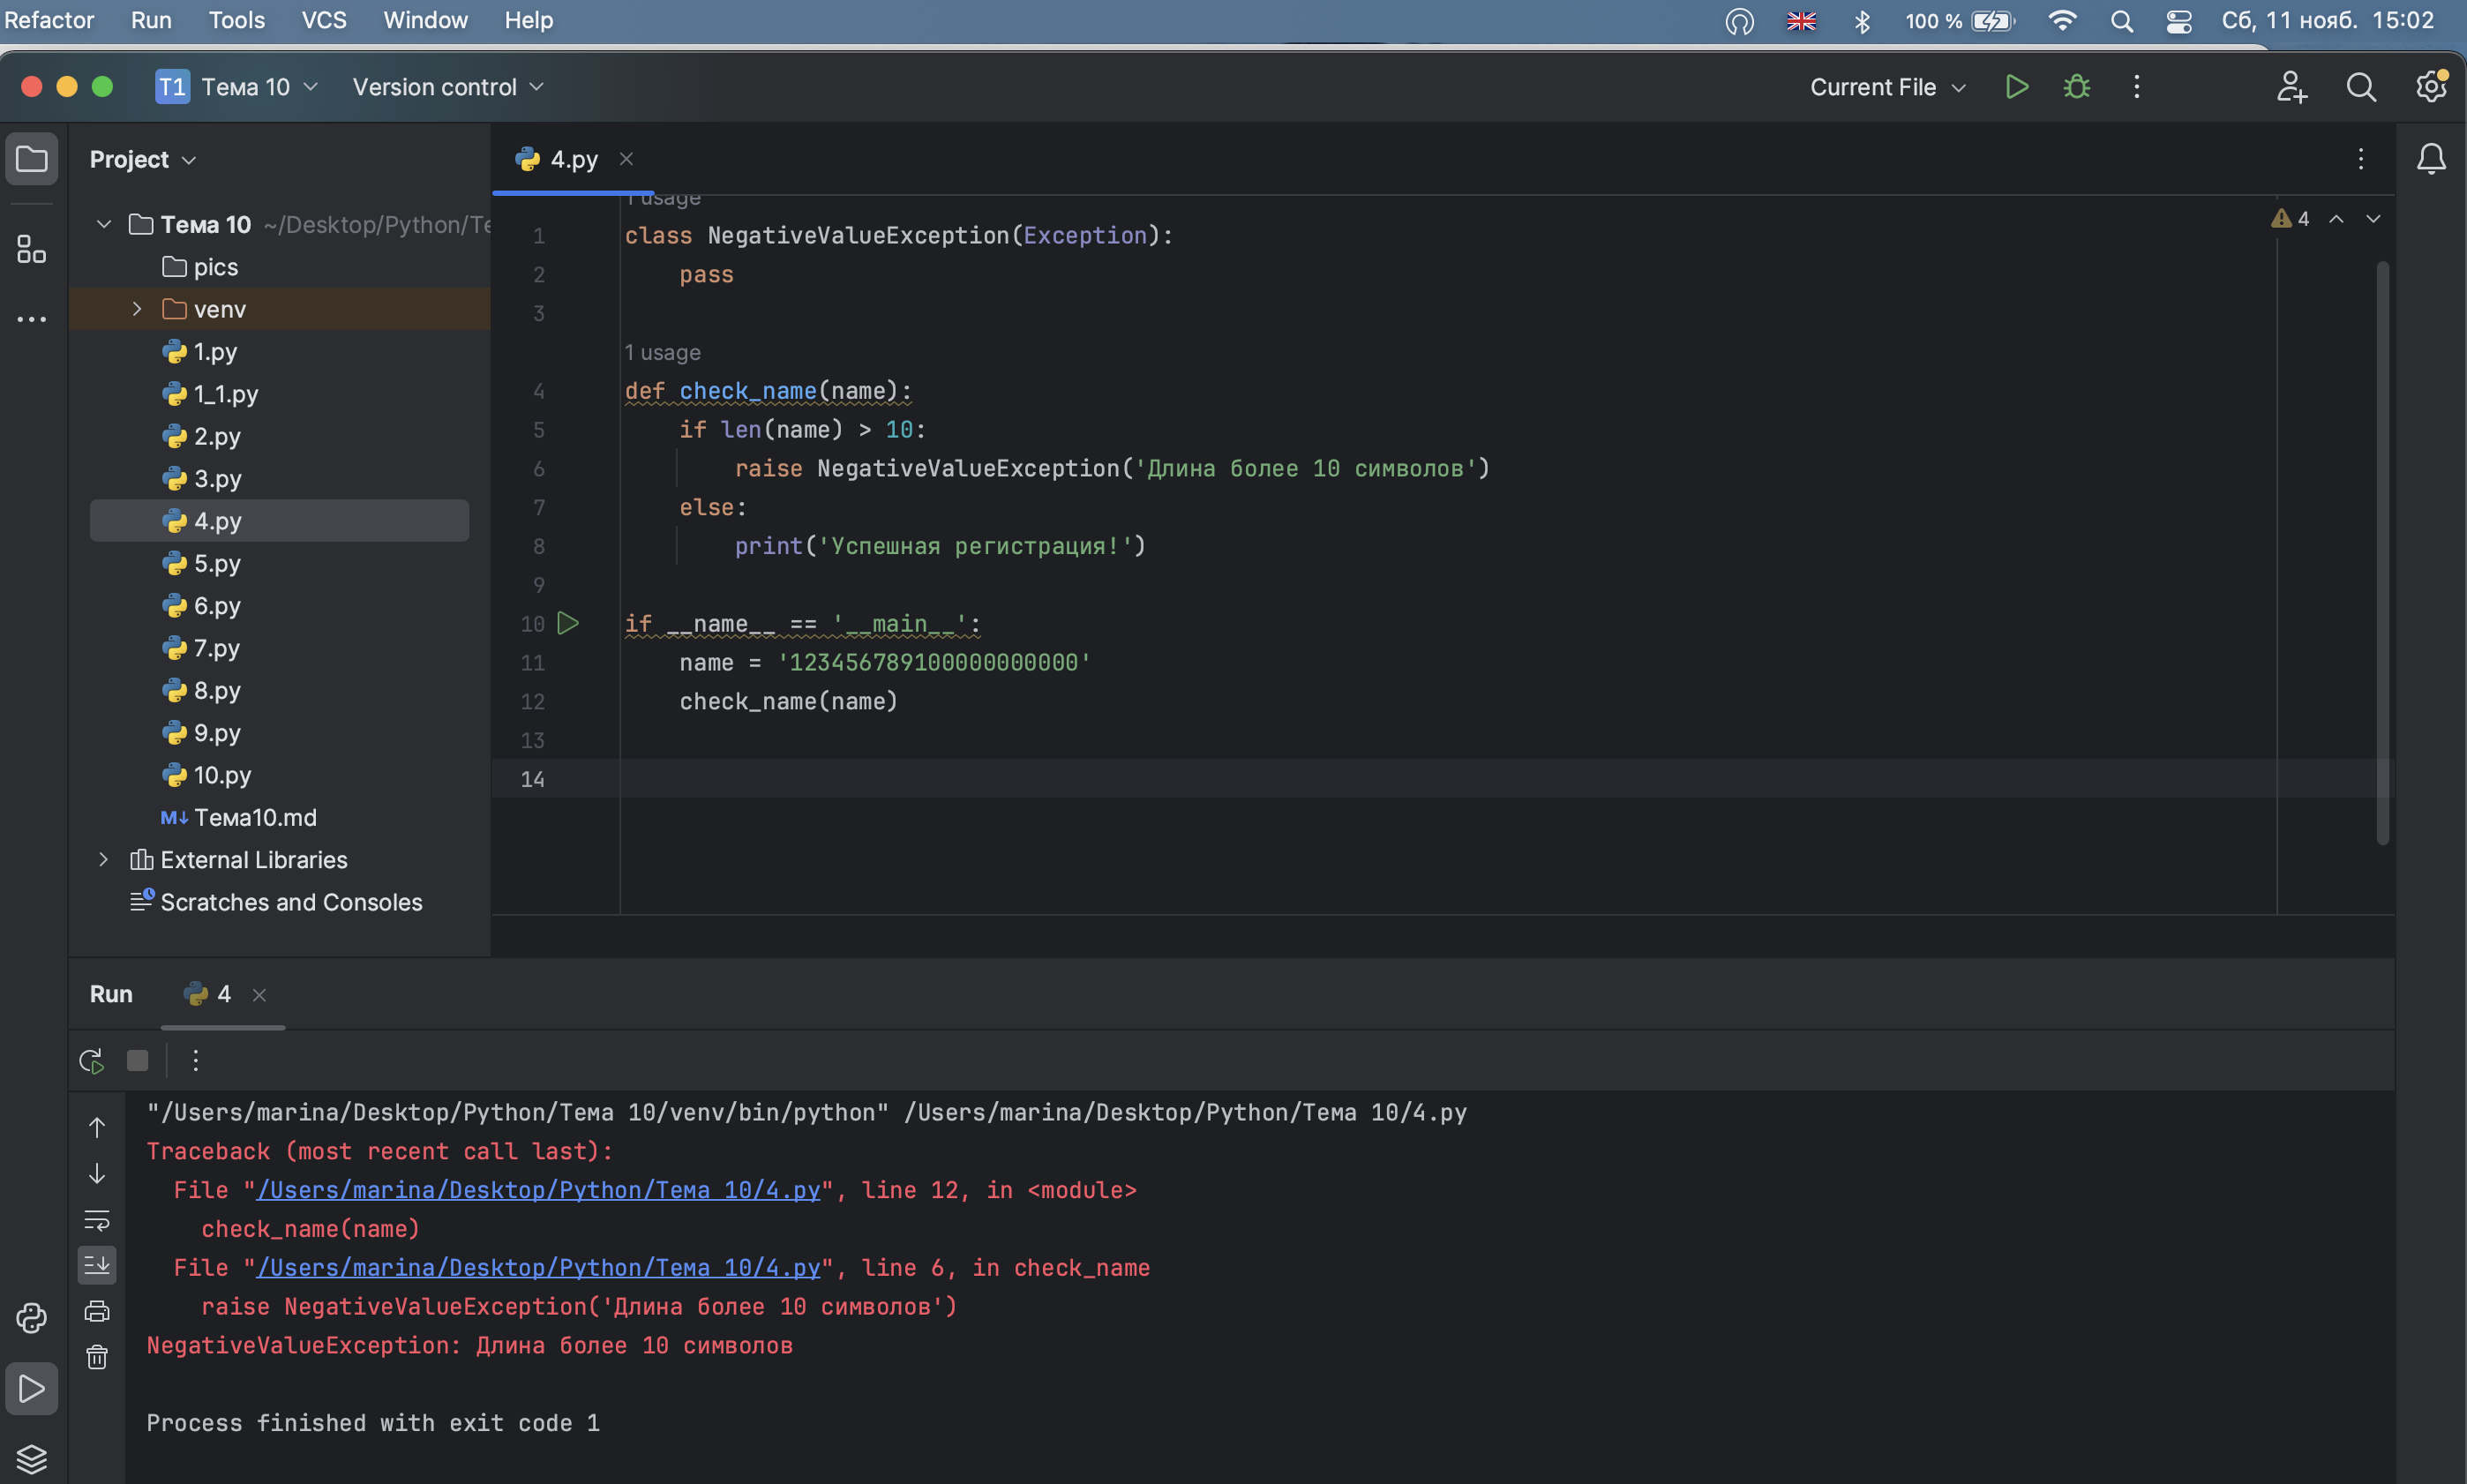 Refactor Run Tools VCS Window Help 100 % Сб, 11 нояб. 15:02
T1 Тема 10 Version control Current File
Project
4.py
Тема 10 ~/Desktop/Python/Te
pics
venv
1.py
1_1.py
2.py
3.py
4.py
5.py
6.py
7.py
8.py
9.py
10.py
M↓ Тема10.md
External Libraries
Scratches and Consoles
1 usage
4
1 class NegativeValueException(Exception):
2 pass
3
1 usage
4 def check_name(name):
5 if len(name) > 10:
6 raise NegativeValueException('Длина более 10 символов')
7 else:
8 print('Успешная регистрация!')
9
10 if __name__ == '__main__':
11 name = '123456789100000000000'
12 check_name(name)
13
14
Run 4
"/Users/marina/Desktop/Python/Тема 10/venv/bin/python" /Users/marina/Desktop/Python/Тема 10/4.py
Traceback (most recent call last):
File "/Users/marina/Desktop/Python/Тема 10/4.py", line 12, in <module>
check_name(name)
File "/Users/marina/Desktop/Python/Тема 10/4.py", line 6, in check_name
raise NegativeValueException('Длина более 10 символов')
NegativeValueException: Длина более 10 символов
Process finished with exit code 1